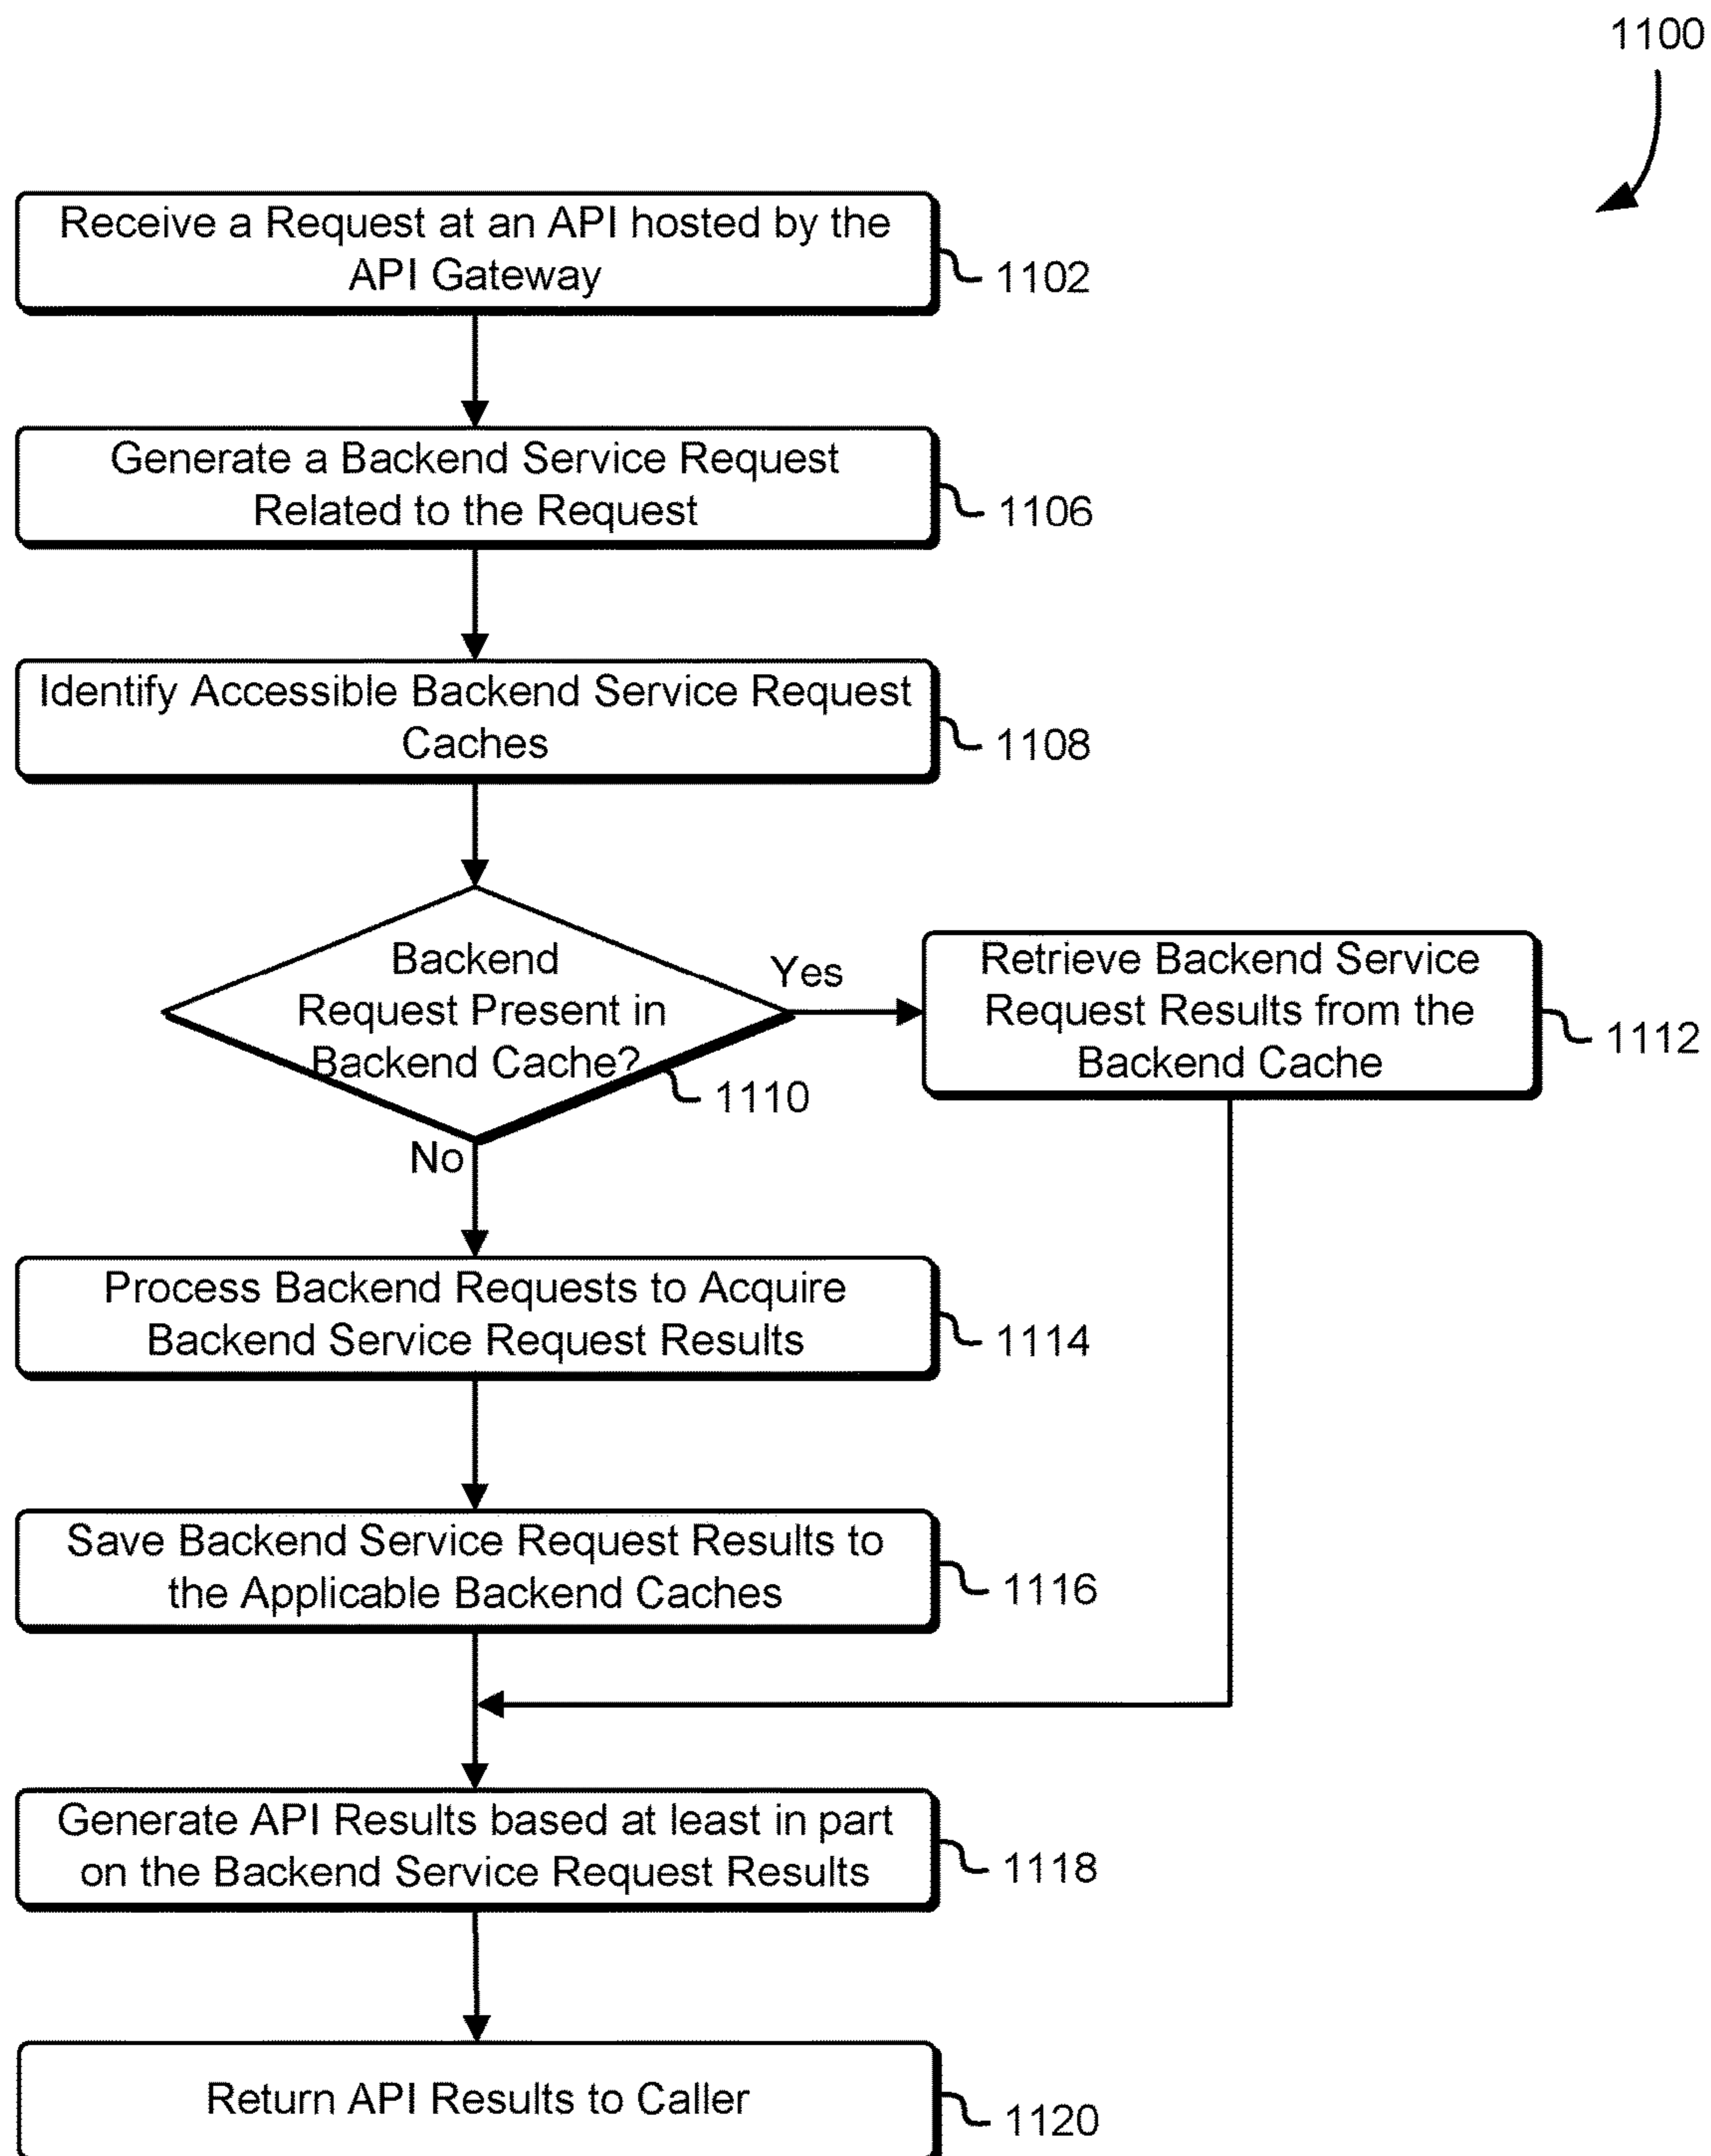 1100
Receive a Request at an API hosted by the
API Gateway
1102
Generate a Backend Service Request
Related to the Request
1106
Identify Accessible Backend Service Request
Caches
1108
Backend
Request Present in
Backend Cache?
1110
Yes
No
Retrieve Backend Service
Request Results from the
Backend Cache
1112
Process Backend Requests to Acquire
Backend Service Request Results
1114
Save Backend Service Request Results to
the Applicable Backend Caches
1116
Generate API Results based at least in part
on the Backend Service Request Results
1118
Return API Results to Caller
1120